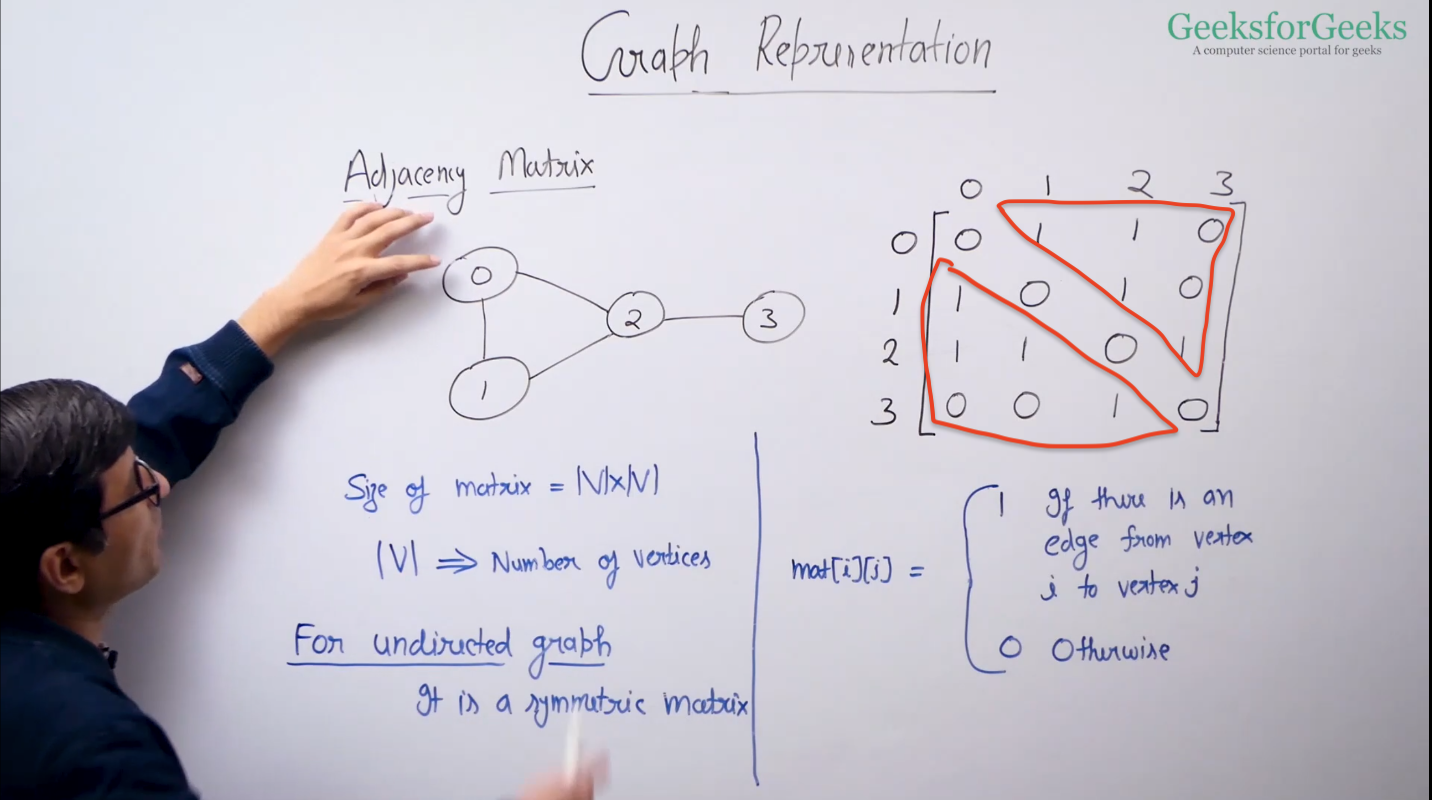 GeeksforGeeks
A computer science portal for geeks
Graph Representation
Adjacency Matrix
0
1
2
3
0 1 2 3
0 0 1 1 0
1 1 0 1 0
2 1 1 0 1
3 0 0 1 0
Size of matrix = |V|x|V|
|V| ⇒ Number of vertices
For undirected graph
It is a symmetric matrix
mat[i][j] =
1 If there is an
edge from vertex
i to vertex j
0 Otherwise